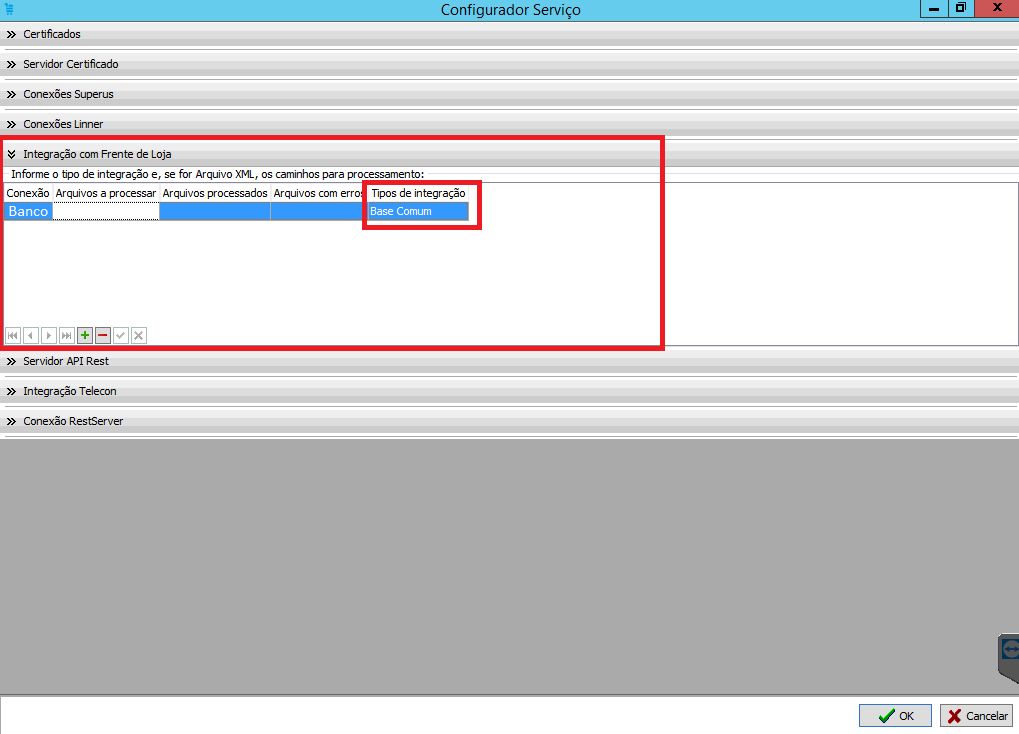 Configurador Serviço
Certificados
Servidor Certificado
Conexões Superus
Conexões Linner
Integração com Frente de Loja
Informe o tipo de integração e, se for Arquivo XML, os caminhos para processamento:
Conexão Arquivos a processar Arquivos processados Arquivos com erros Tipos de integração
Banco Base Comum
Servidor API Rest
Integração Telecon
Conexão RestServer
OK Cancelar